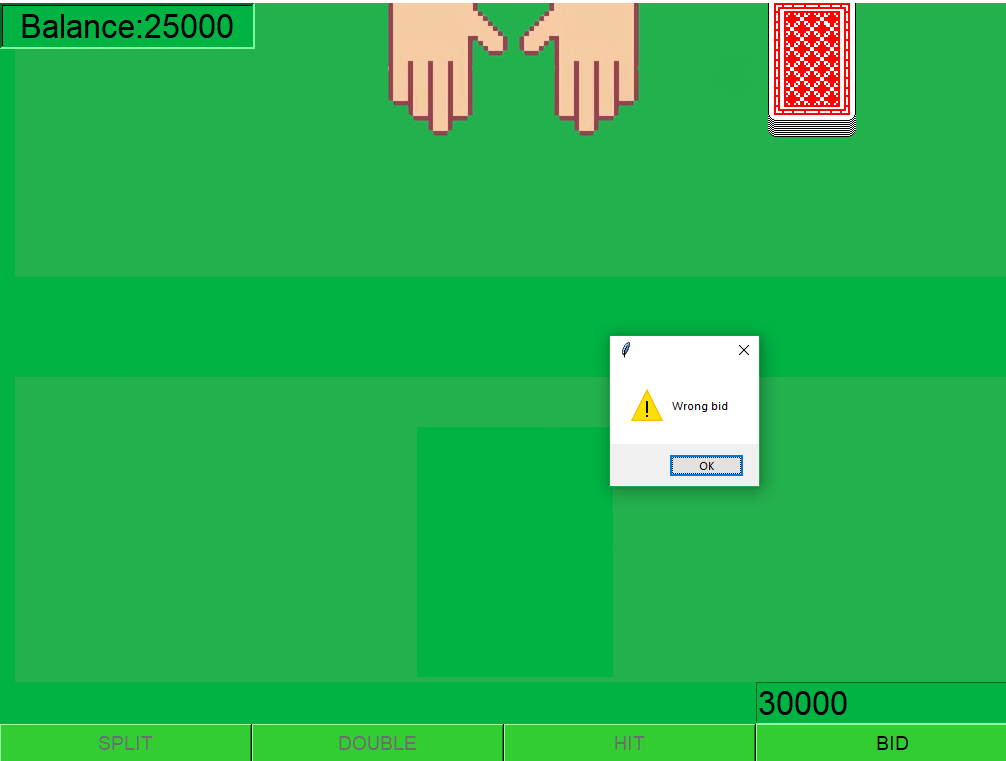 Balance:25000
Wrong bid
OK
30000
SPLIT
DOUBLE
HIT
BID